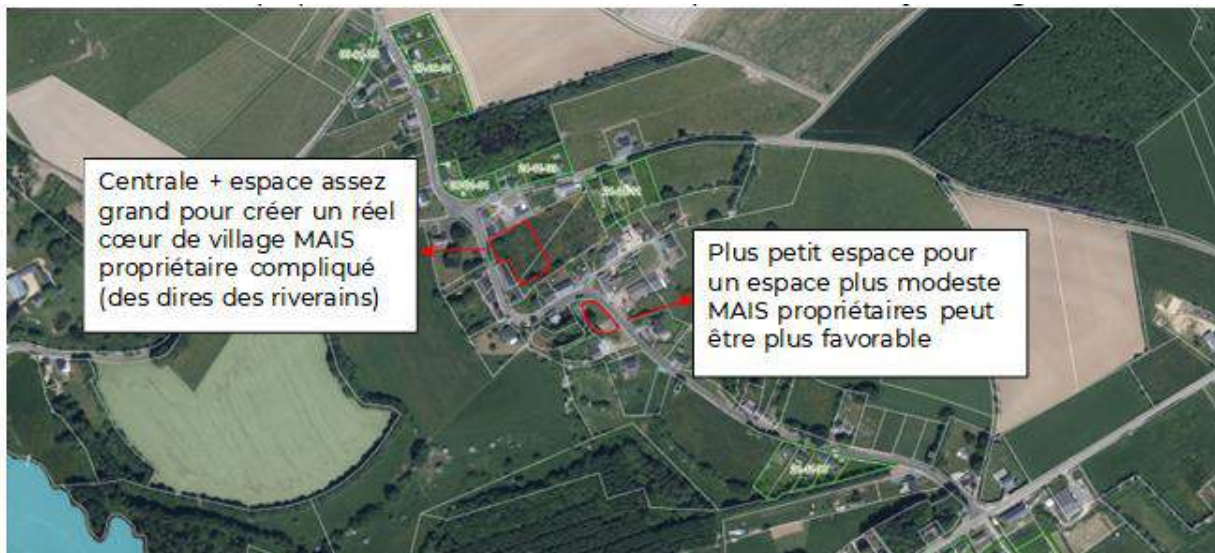 Centrale + espace assez
grand pour créer un réel
cœur de village MAIS
propriétaire compliqué
(des dires des riverains)
Plus petit espace pour
un espace plus modeste
MAIS propriétaires peut
être plus favorable